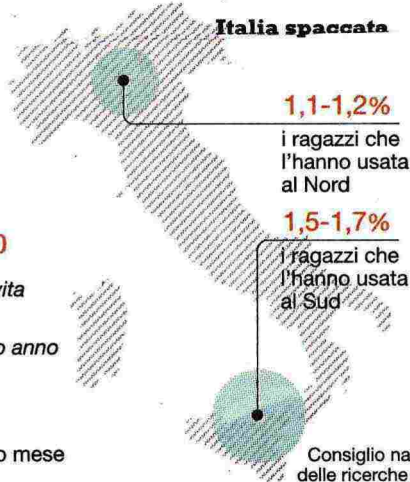 Italia spaccata
1,1-1,2%
i ragazzi che
l'hanno usata
al Nord
1,5-1,7%
i ragazzi che
l'hanno usata
al Sud
vita
o anno
o mese
Consiglio na
delle ricerche